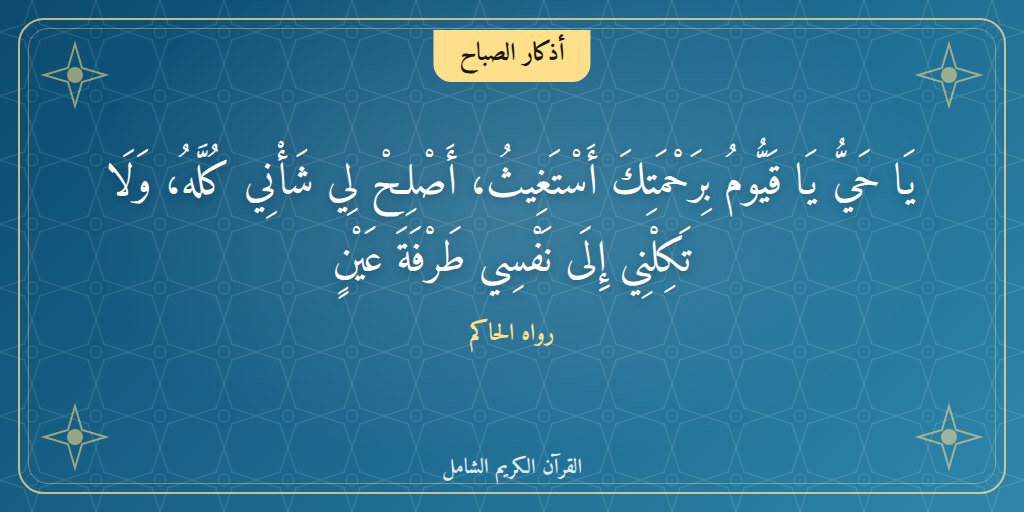 أذكار الصباح
يَا حَيُّ يَا قَيُّومُ بِرَحْمَتِكَ أَسْتَغِيثُ، أَصْلِحْ لِي شَأْنِي كُلَّهُ، وَلَا
تَكِلْنِي إِلَى نَفْسِي طَرْفَةَ عَيْنٍ
رواه الحاكم
القرآن الكريم الشامل